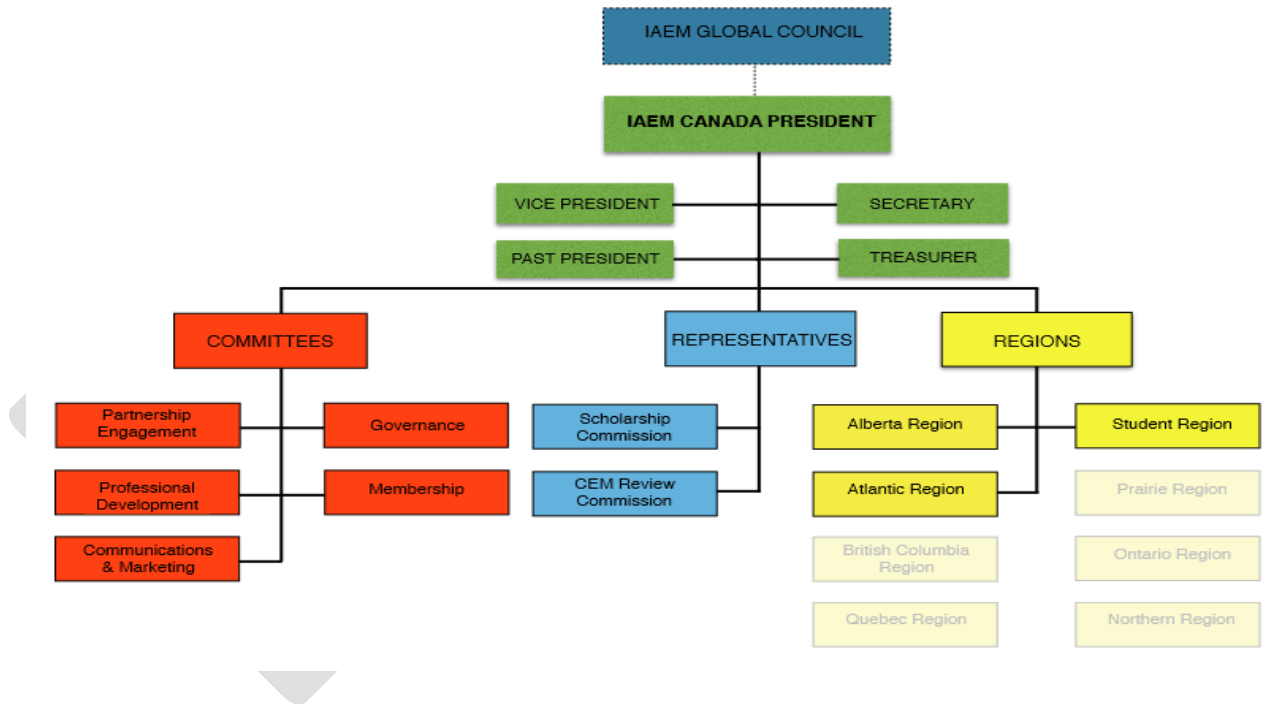 IAEM GLOBAL COUNCIL
IAEM CANADA PRESIDENT
VICE PRESIDENT
SECRETARY
PAST PRESIDENT
TREASURER
COMMITTEES
REPRESENTATIVES
REGIONS
Partnership
Engagement
Governance
Professional
Development
Membership
Communications
& Marketing
Scholarship
Commission
CEM Review
Commission
Alberta Region
Student Region
Atlantic Region
Prairie Region
British Columbia
Region
Ontario Region
Quebec Region
Northern Region